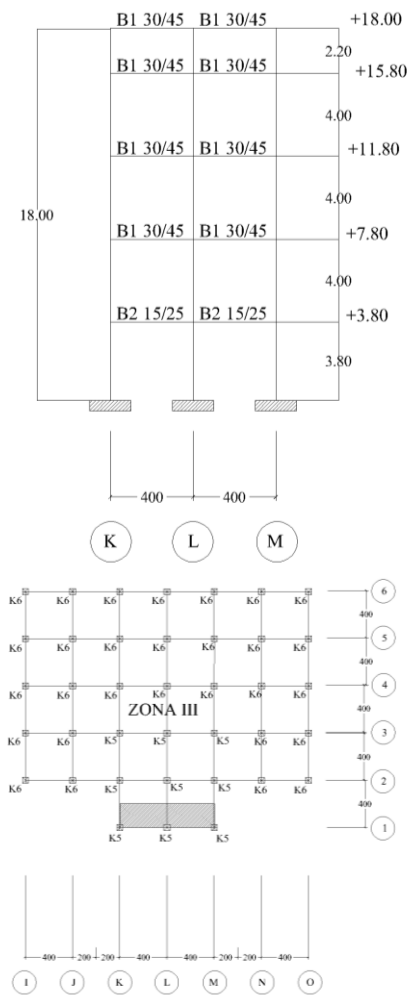 B1 30/45 B1 30/45 +18.00
2.20
B1 30/45 B1 30/45 +15.80
4.00
B1 30/45 B1 30/45 +11.80
4.00
18.00
B1 30/45 B1 30/45 +7.80
4.00
B2 15/25 B2 15/25 +3.80
3.80
400 400
K L M
6
K6 K6 K6 K6 K6 K6 K6
400
5
K6 K6 K6 K6 K6 K6 K6
400
4
K6 K6 K6 K6 K6 K6 K6
400
ZONA III
3
K6 K6 K5 K5 K5 K6 K6
400
2
K6 K6 K5 K5 K5 K6 K6
400
1
K5 K5 K5
400 200 200 400 400 200 200 400
I J K L M N O